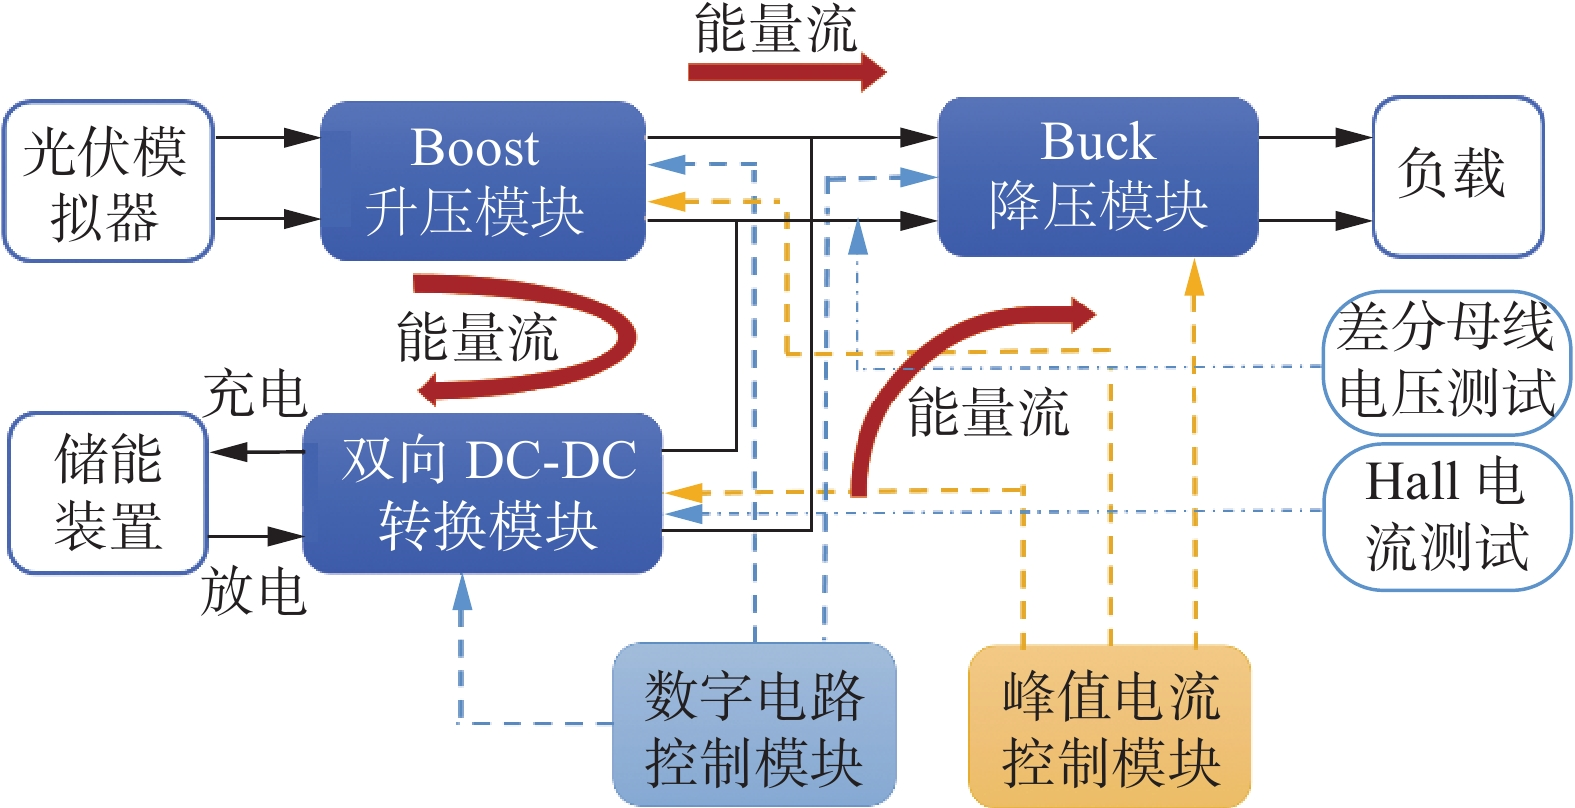 能量流
光伏模
拟器
Boost
升压模块
Buck
降压模块
负载
能量流
差分母线
电压测试
能量流
充电
储能
装置
放电
双向 DC-DC
转换模块
Hall 电
流测试
数字电路
控制模块
峰值电流
控制模块